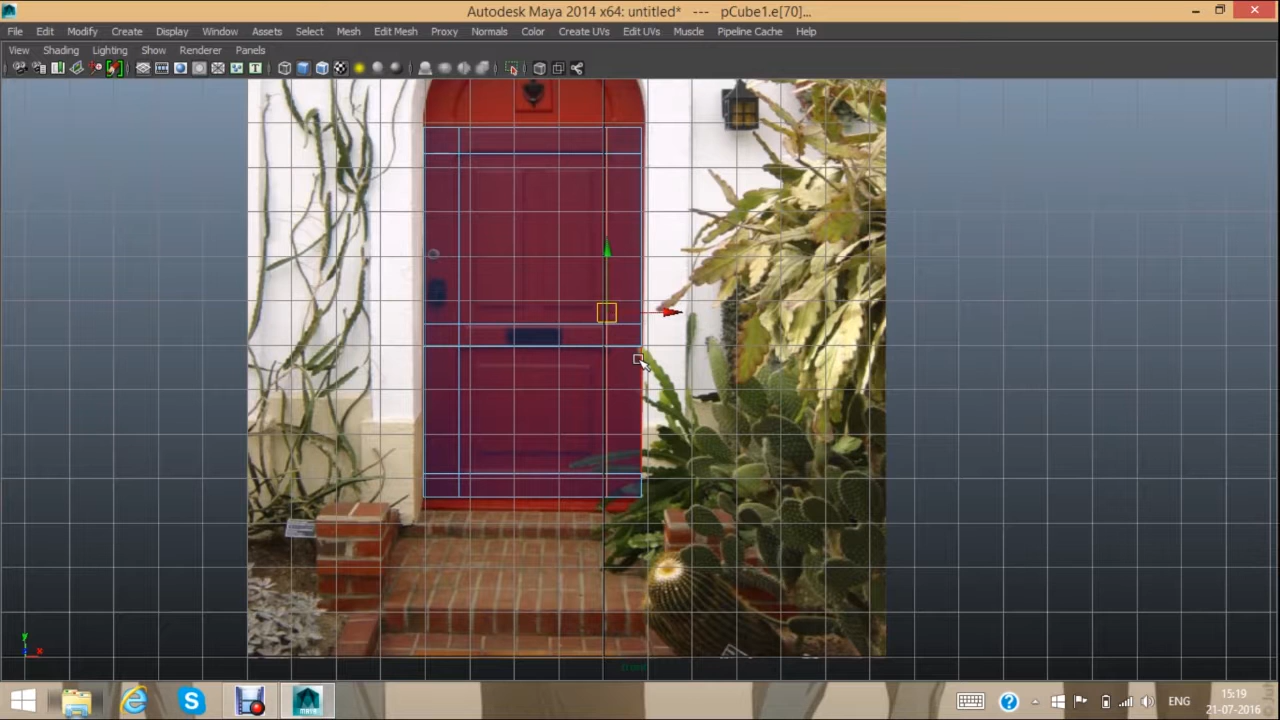 Autodesk Maya 2014 x64: untitled* --- pCube1.e[70]...
File Edit Modify Create Display Window Assets Select Mesh Edit Mesh Proxy Normals Color Create UVs Edit UVs Muscle Pipeline Cache Help
View Shading Lighting Show Renderer Panels
T
y
x
ENG
15:19
21-07-2016